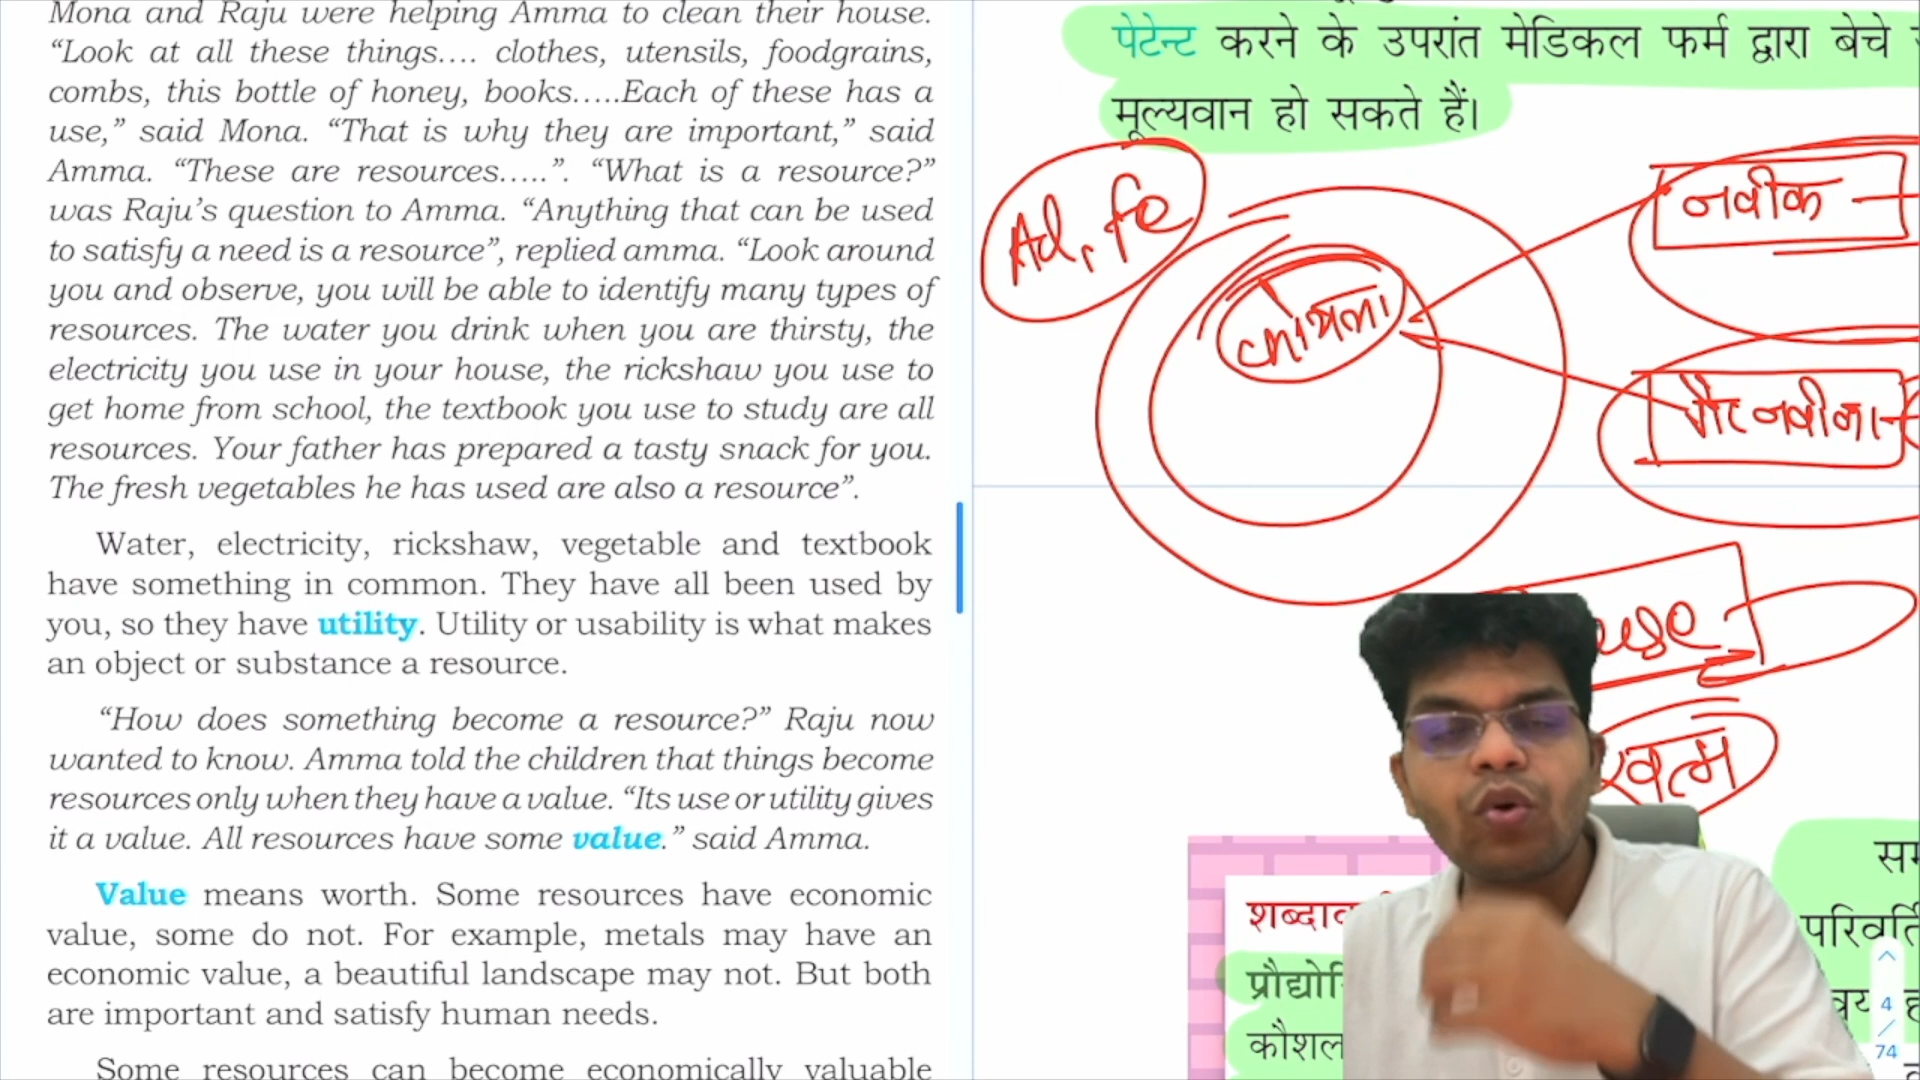 Mona and Raju were helping Amma to clean their house.
“Look at all these things.... clothes, utensils, foodgrains,
combs, this bottle of honey, books.....Each of these has a
use,” said Mona. “That is why they are important,” said
Amma. “These are resources.....”. “What is a resource?”
was Raju’s question to Amma. “Anything that can be used
to satisfy a need is a resource”, replied amma. “Look around
you and observe, you will be able to identify many types of
resources. The water you drink when you are thirsty, the
electricity you use in your house, the rickshaw you use to
get home from school, the textbook you use to study are all
resources. Your father has prepared a tasty snack for you.
The fresh vegetables he has used are also a resource”.
Water, electricity, rickshaw, vegetable and textbook
have something in common. They have all been used by
you, so they have utility. Utility or usability is what makes
an object or substance a resource.
“How does something become a resource?” Raju now
wanted to know. Amma told the children that things become
resources only when they have a value. “Its use or utility gives
it a value. All resources have some value.” said Amma.
Value means worth. Some resources have economic
value, some do not. For example, metals may have an
economic value, a beautiful landscape may not. But both
are important and satisfy human needs.
Some resources can become economically valuable
पेटेन्ट करने के उपरांत मेडिकल फर्म द्वारा बेचे
मूल्यवान हो सकते हैं।
Fe
use
खत्म
4
/
74